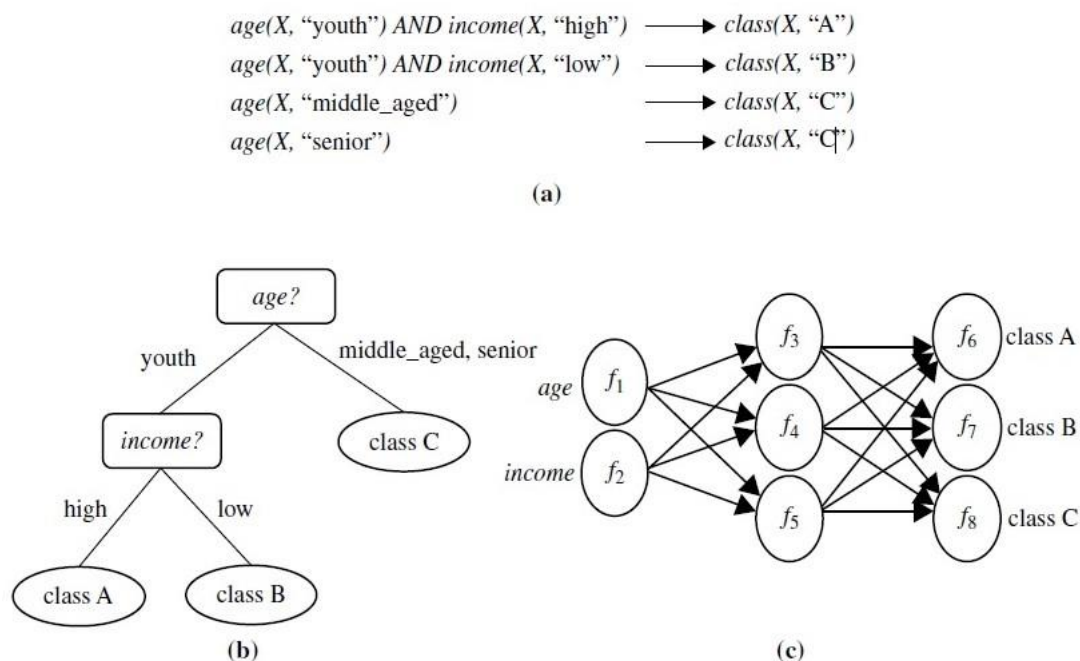 age(X, “youth”) AND income(X, “high”) class(X, “A”)
age(X, “youth”) AND income(X, “low”) class(X, “B”)
age(X, “middle_aged”) class(X, “C”)
age(X, “senior”) class(X, “C”)
(a)
age?
youth
middle_aged, senior
income?
class C
high
low
class A
class B
(b)
age
income
f1
f2
f3
f4
f5
f6
f7
f8
class A
class B
class C
(c)